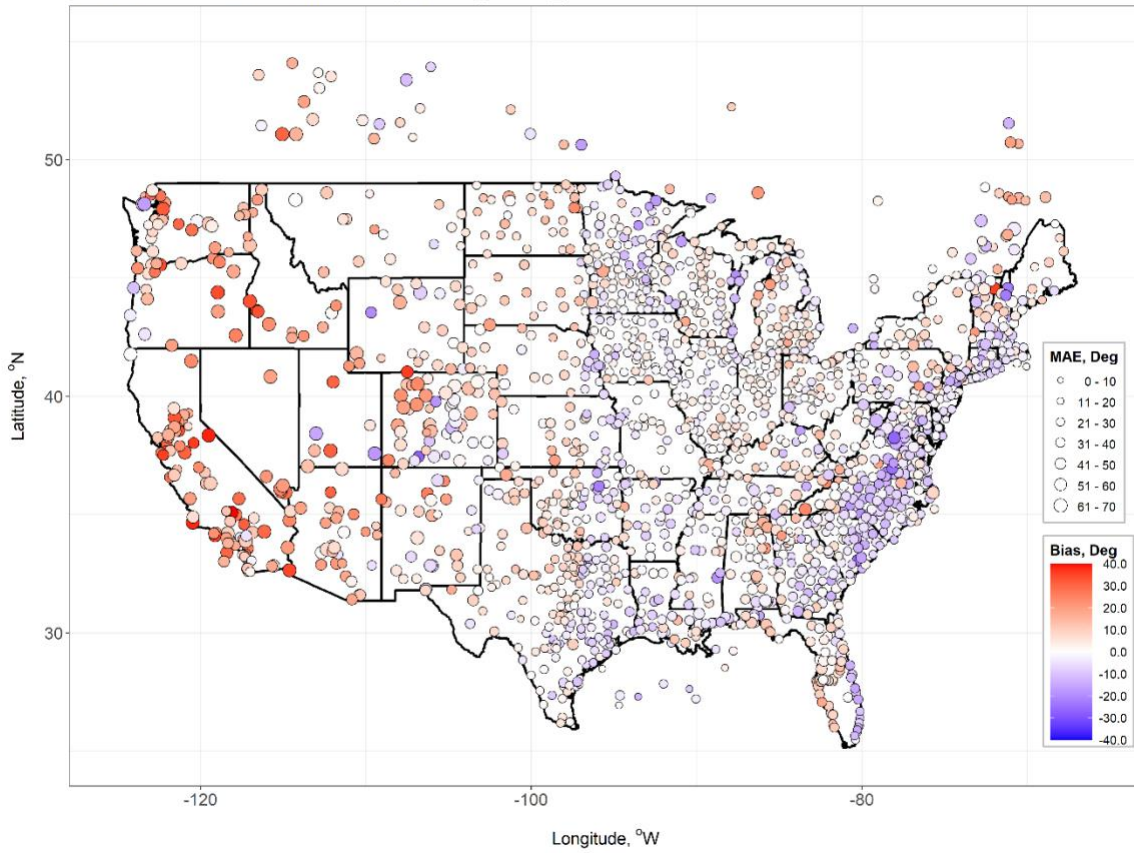 50
40
30
Latitude, °N
-120
-100
-80
Longitude, °W
MAE, Deg
0 - 10
11 - 20
21 - 30
31 - 40
41 - 50
51 - 60
61 - 70
Bias, Deg
40.0
30.0
20.0
10.0
0.0
-10.0
-20.0
-30.0
-40.0